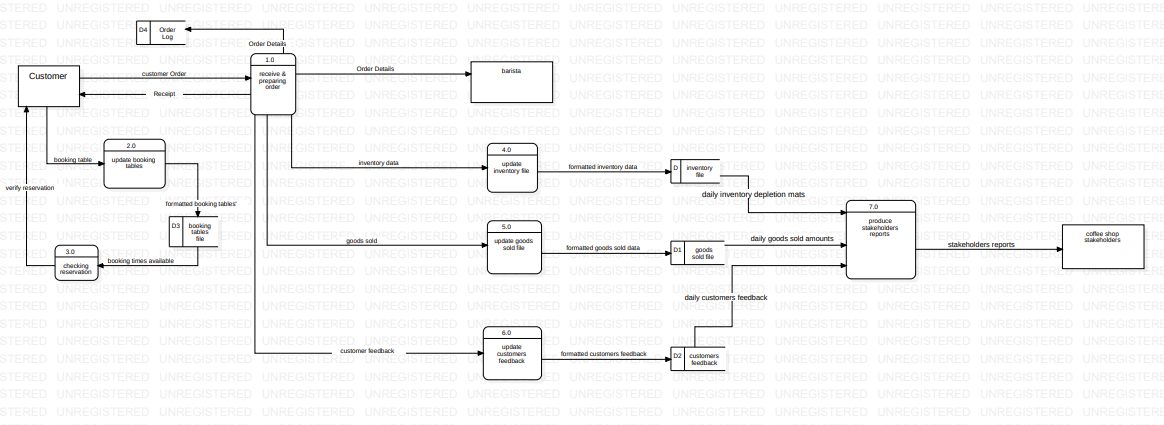 D4
Order
Log
Order Details
1.0
receive &
preparing
order
Customer
customer Order
Receipt
Order Details
barista
booking table
2.0
update booking
tables
verify reservation
formatted booking tables'
D3
booking
tables
file
3.0
checking
reservation
booking times available
inventory data
4.0
update
inventory file
formatted inventory data
D
inventory
file
daily inventory depletion mats
goods sold
5.0
update goods
sold file
formatted goods sold data
D1
goods
sold file
daily goods sold amounts
7.0
produce
stakeholders
reports
stakeholders reports
coffee shop
stakeholders
daily customers feedback
customer feedback
6.0
update
customers
feedback
formatted customers feedback
D2
customers
feedback
UNREGISTERED